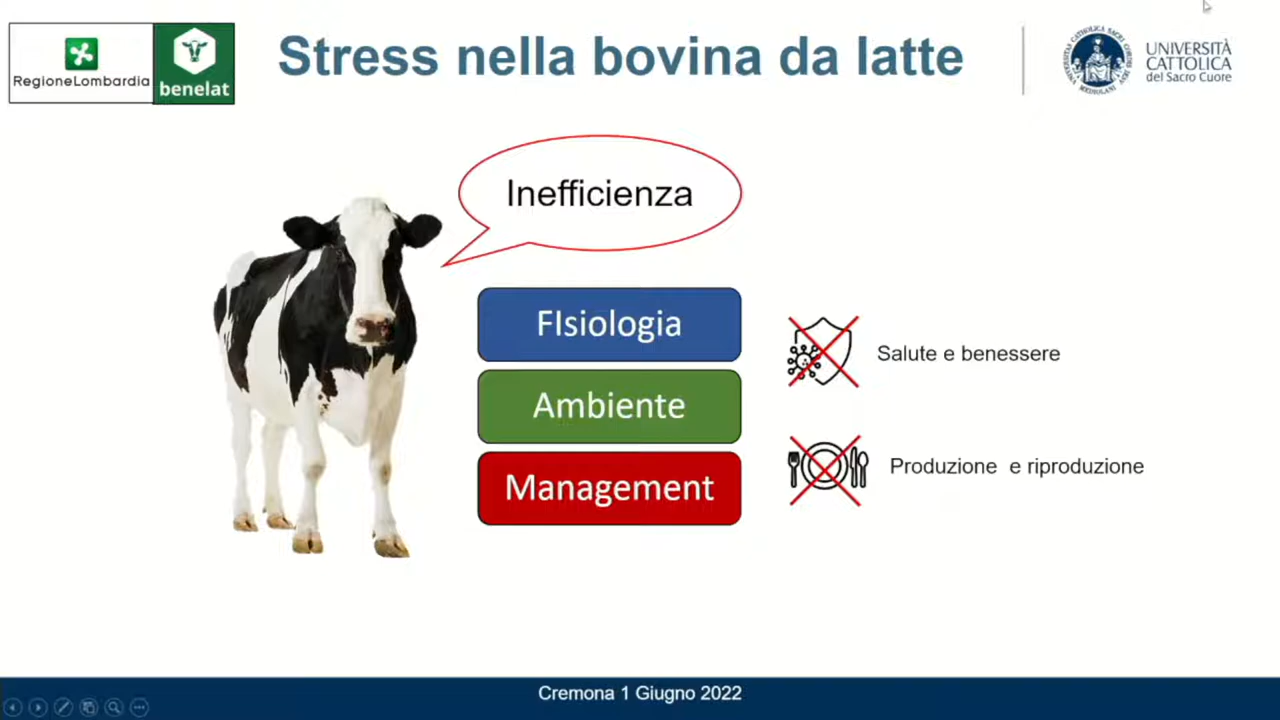 RegioneLombardia
benelat
Stress nella bovina da latte
UNIVERSITÀ
CATTOLICA
del Sacro Cuore
Inefficienza
FIsiologia
Ambiente
Management
Salute e benessere
Produzione e riproduzione
Cremona 1 Giugno 2022